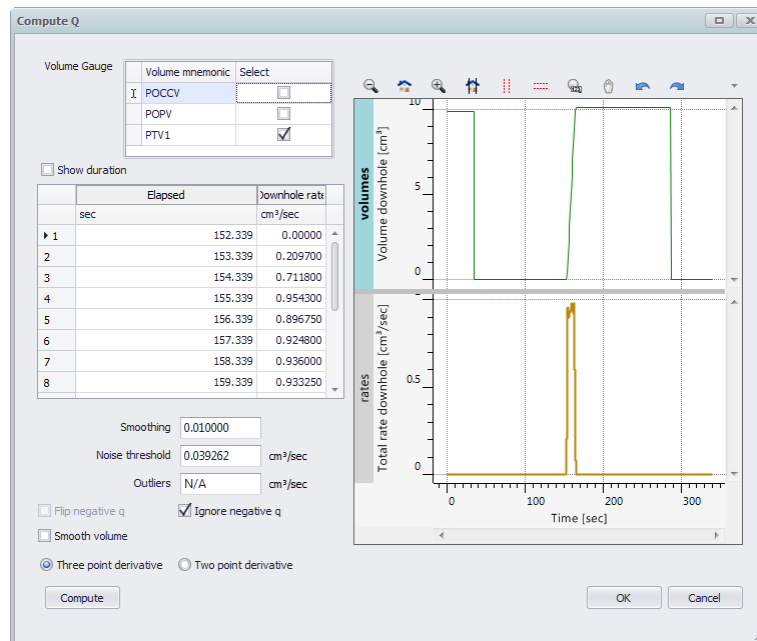 Compute Q
Volume Gauge
Volume mnemonic Select
POCCV
POPV
PTV1
Show duration
Elapsed Downhole rate
sec cm³/sec
1 152.339 0.00000
2 153.339 0.209700
3 154.339 0.711800
4 155.339 0.954300
5 156.339 0.896750
6 157.339 0.924800
7 158.339 0.936000
8 159.339 0.933250
Smoothing 0.010000
Noise threshold 0.039262 cm³/sec
Outliers N/A cm³/sec
Flip negative q Ignore negative q
Smooth volume
Three point derivative Two point derivative
Compute
volumes
Volume downhole [cm³]
10
5
0
rates
Total rate downhole [cm³/sec]
0.5
0
0 100 200 300
Time [sec]
OK Cancel